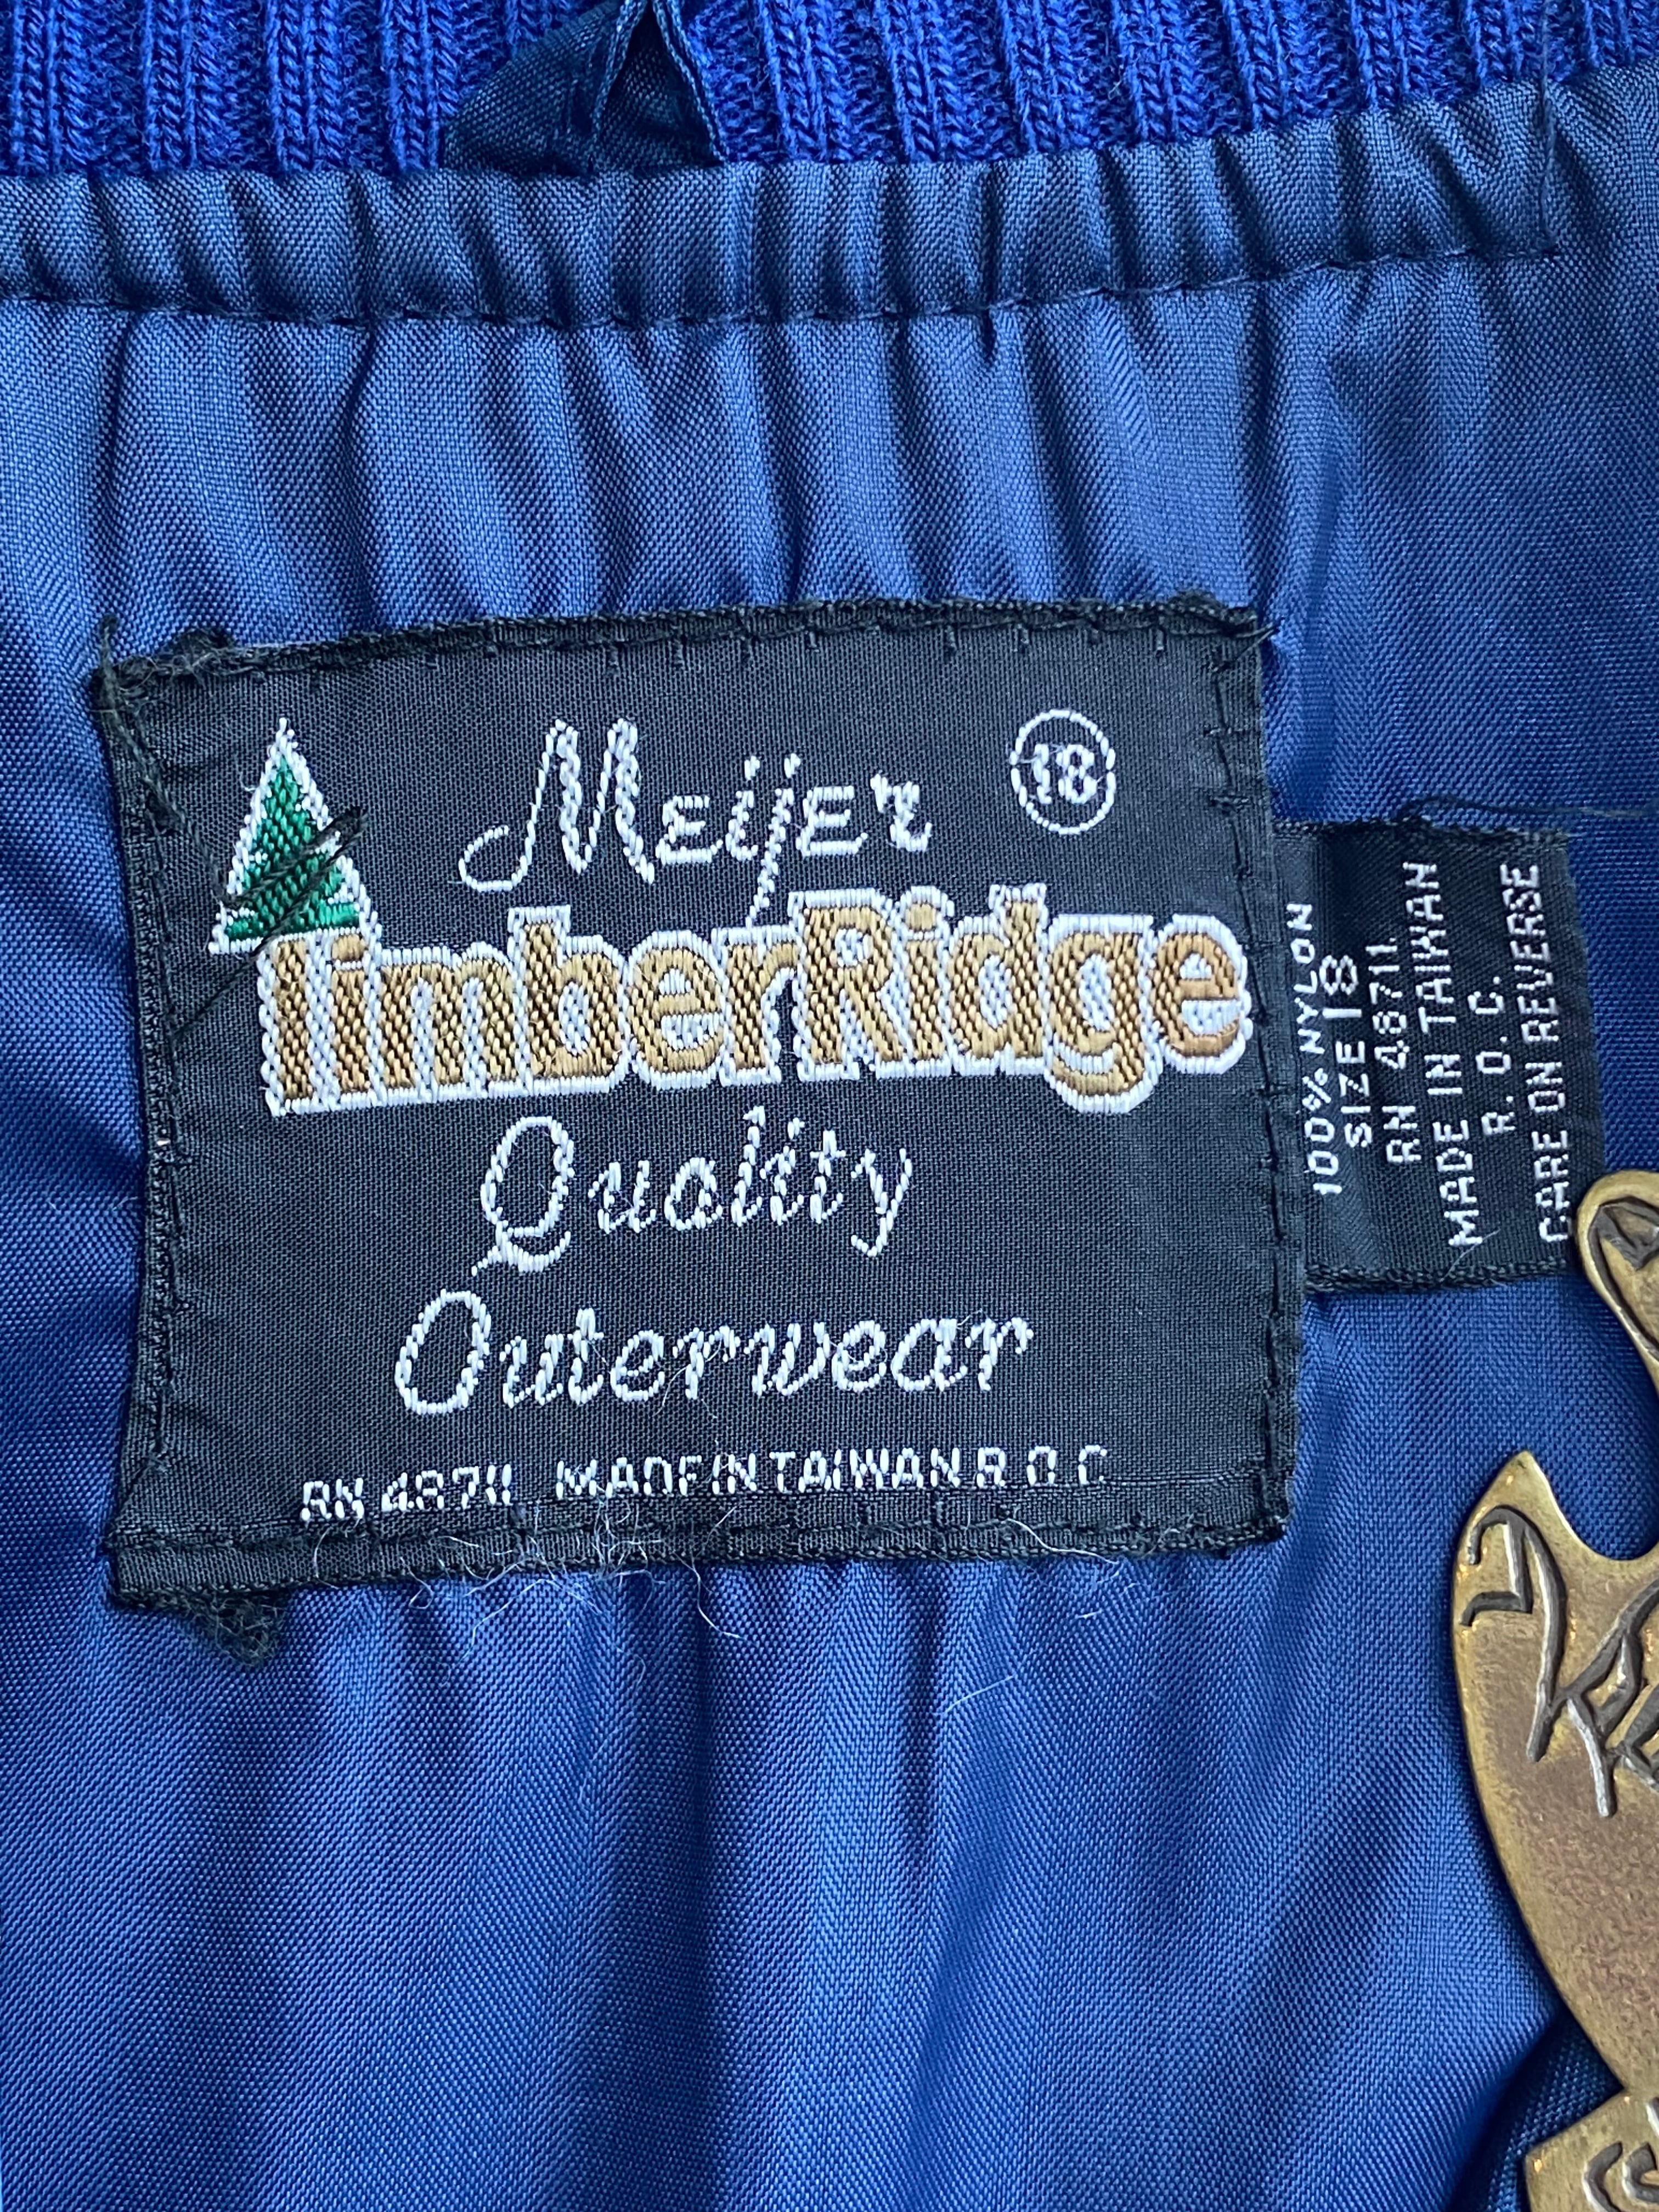 Meijer 18
TimberRidge
Quality
Outerwear
RN 48711 MADE IN TAIWAN R.O.C
100% NYLON
SIZE 18
RN 48711
MADE IN TAIWAN
R. O. C.
CARE ON REVERSE